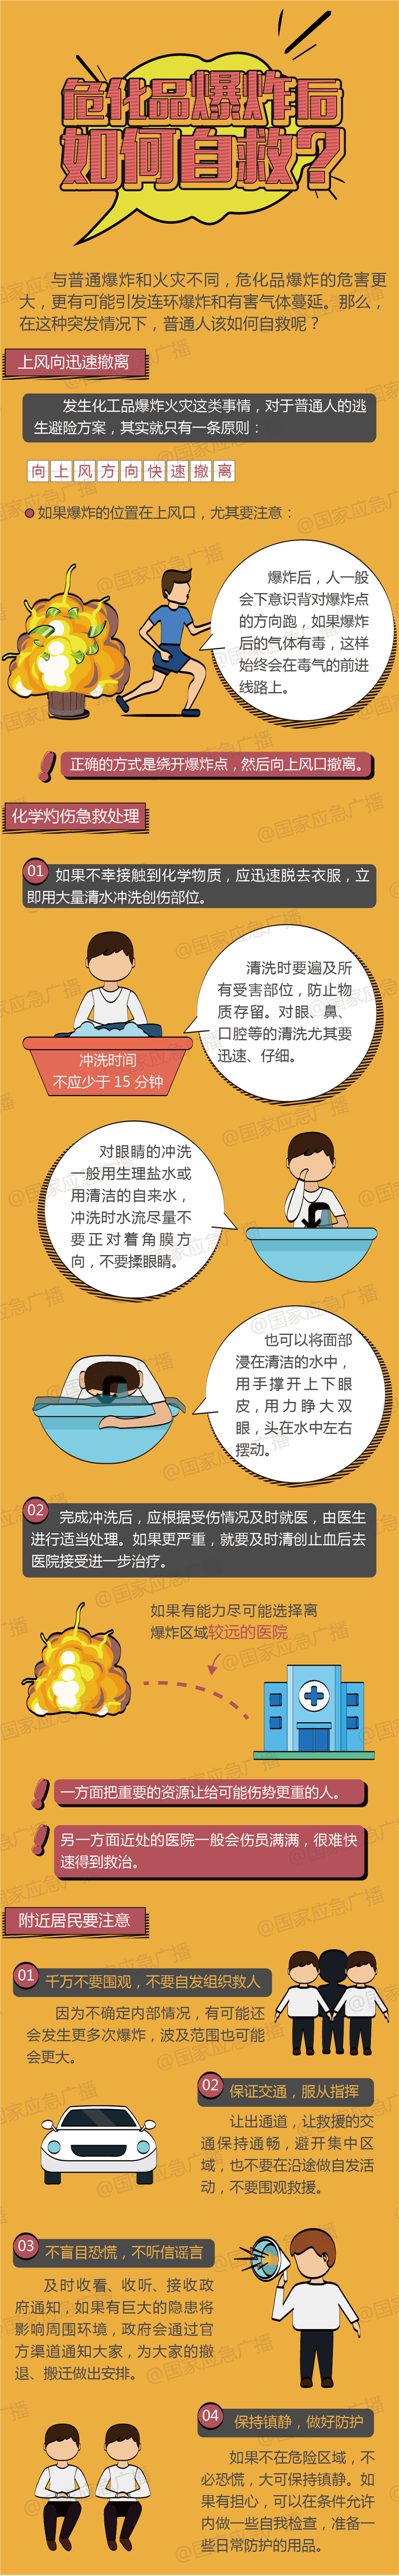 危化品爆炸后
如何自救?
与普通爆炸和火灾不同，危化品爆炸的危害更
大，更有可能引发连环爆炸和有害气体蔓延。那么，
在这种突发情况下，普通人该如何自救呢？
上风向迅速撤离
发生化工品爆炸火灾这类事情，对于普通人的逃
生避险方案，其实就只有一条原则：
向上风方向快速撤离
如果爆炸的位置在上风口，尤其要注意：
爆炸后，人一般
会下意识背对爆炸点
的方向跑，如果爆炸
后的气体有毒，这样
始终会在毒气的前进
线路上。
正确的方式是绕开爆炸点，然后向上风口撤离。
化学灼伤急救处理
01 如果不幸接触到化学物质，应迅速脱去衣服，立
即用大量清水冲洗创伤部位。
清洗时要遍及所
有受害部位，防止物
质存留。对眼、鼻、
口腔等的清洗尤其要
迅速、仔细。
冲洗时间
不应少于 15 分钟
对眼睛的冲洗
一般用生理盐水或
用清洁的自来水，
冲洗时水流尽量不
要正对着角膜方
向，不要揉眼睛。
也可以将面部
浸在清洁的水中，
用手撑开上下眼
皮，用力睁大双
眼，头在水中左右
摆动。
02 完成冲洗后，应根据受伤情况及时就医，由医生
进行适当处理。如果更严重，就要及时清创止血后去
医院接受进一步治疗。
如果有能力尽可能选择离
爆炸区域较远的医院
一方面把重要的资源让给可能伤势更重的人。
另一方面近处的医院一般会伤员满满，很难快
速得到救治。
附近居民要注意
01 千万不要围观，不要自发组织救人
因为不确定内部情况，有可能还
会发生更多次爆炸，波及范围也可能
会更大。
02 保证交通，服从指挥
让出通道，让救援的交
通保持通畅，避开集中区
域，也不要在沿途做自发活
动，不要围观救援。
03 不盲目恐慌，不听信谣言
及时收看、收听、接收政
府通知，如果有巨大的隐患将
影响周围环境，政府会通过官
方渠道通知大家，为大家的撤
退、搬迁做出安排。
04 保持镇静，做好防护
如果不在危险区域，不
必恐慌，大可保持镇静。如
果有担心，可以在条件允许
内做一些自我检查，准备一
些日常防护的用品。
@国家应急广播